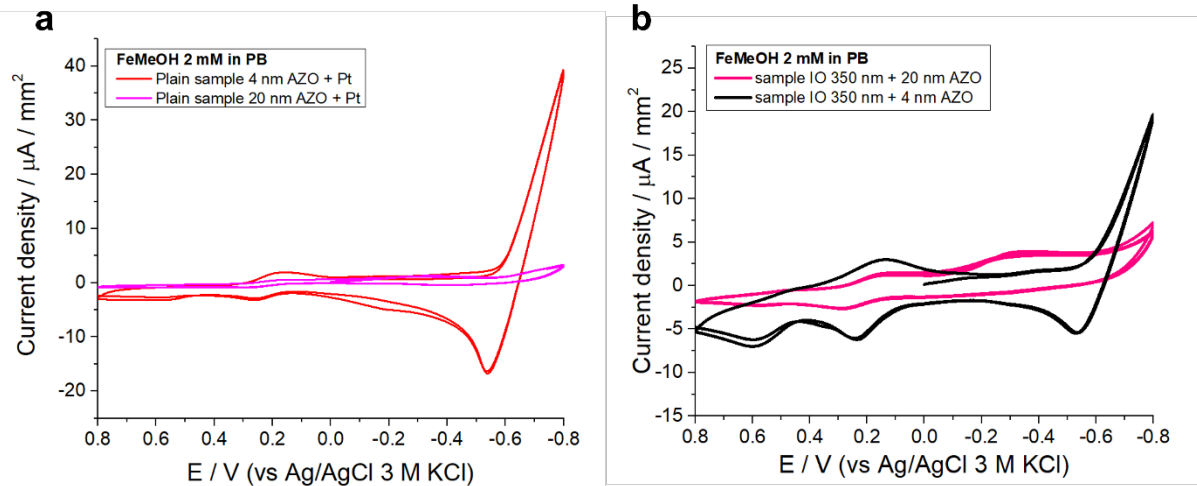 a
FeMeOH 2 mM in PB
Plain sample 4 nm AZO + Pt
Plain sample 20 nm AZO + Pt
Current density / µA / mm²
40
30
20
10
0
-10
-20
0.8 0.6 0.4 0.2 0.0 -0.2 -0.4 -0.6 -0.8
E / V (vs Ag/AgCl 3 M KCl)
b
FeMeOH 2 mM in PB
sample IO 350 nm + 20 nm AZO
sample IO 350 nm + 4 nm AZO
Current density / µA / mm²
25
20
15
10
5
0
-5
-10
-15
0.8 0.6 0.4 0.2 0.0 -0.2 -0.4 -0.6 -0.8
E / V (vs Ag/AgCl 3 M KCl)